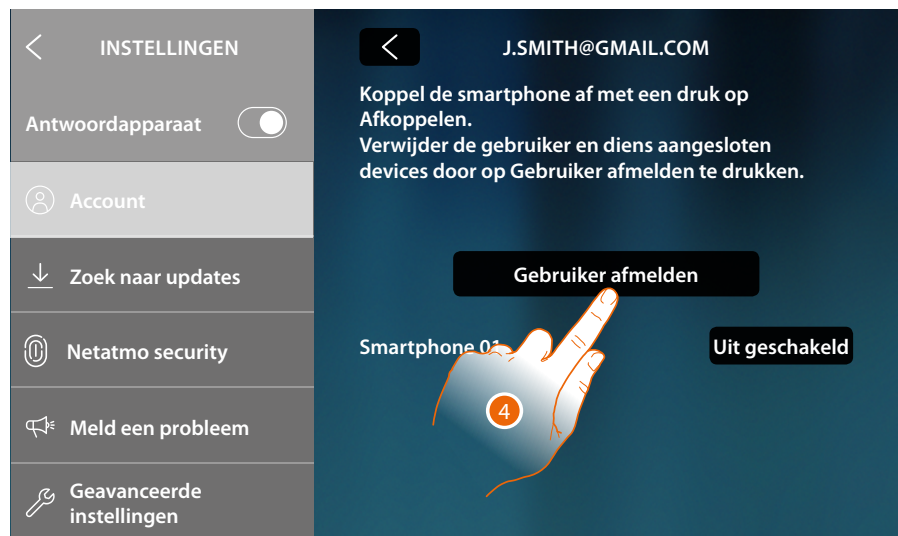 INSTELLINGEN
Antwoordapparaat
Account
Zoek naar updates
Netatmo security
Meld een probleem
Geavanceerde
instellingen
J.SMITH@GMAIL.COM
Koppel de smartphone af met een druk op
Afkoppelen.
Verwijder de gebruiker en diens aangesloten
devices door op Gebruiker afmelden te drukken.
Gebruiker afmelden
Smartphone 01
Uit geschakeld
4